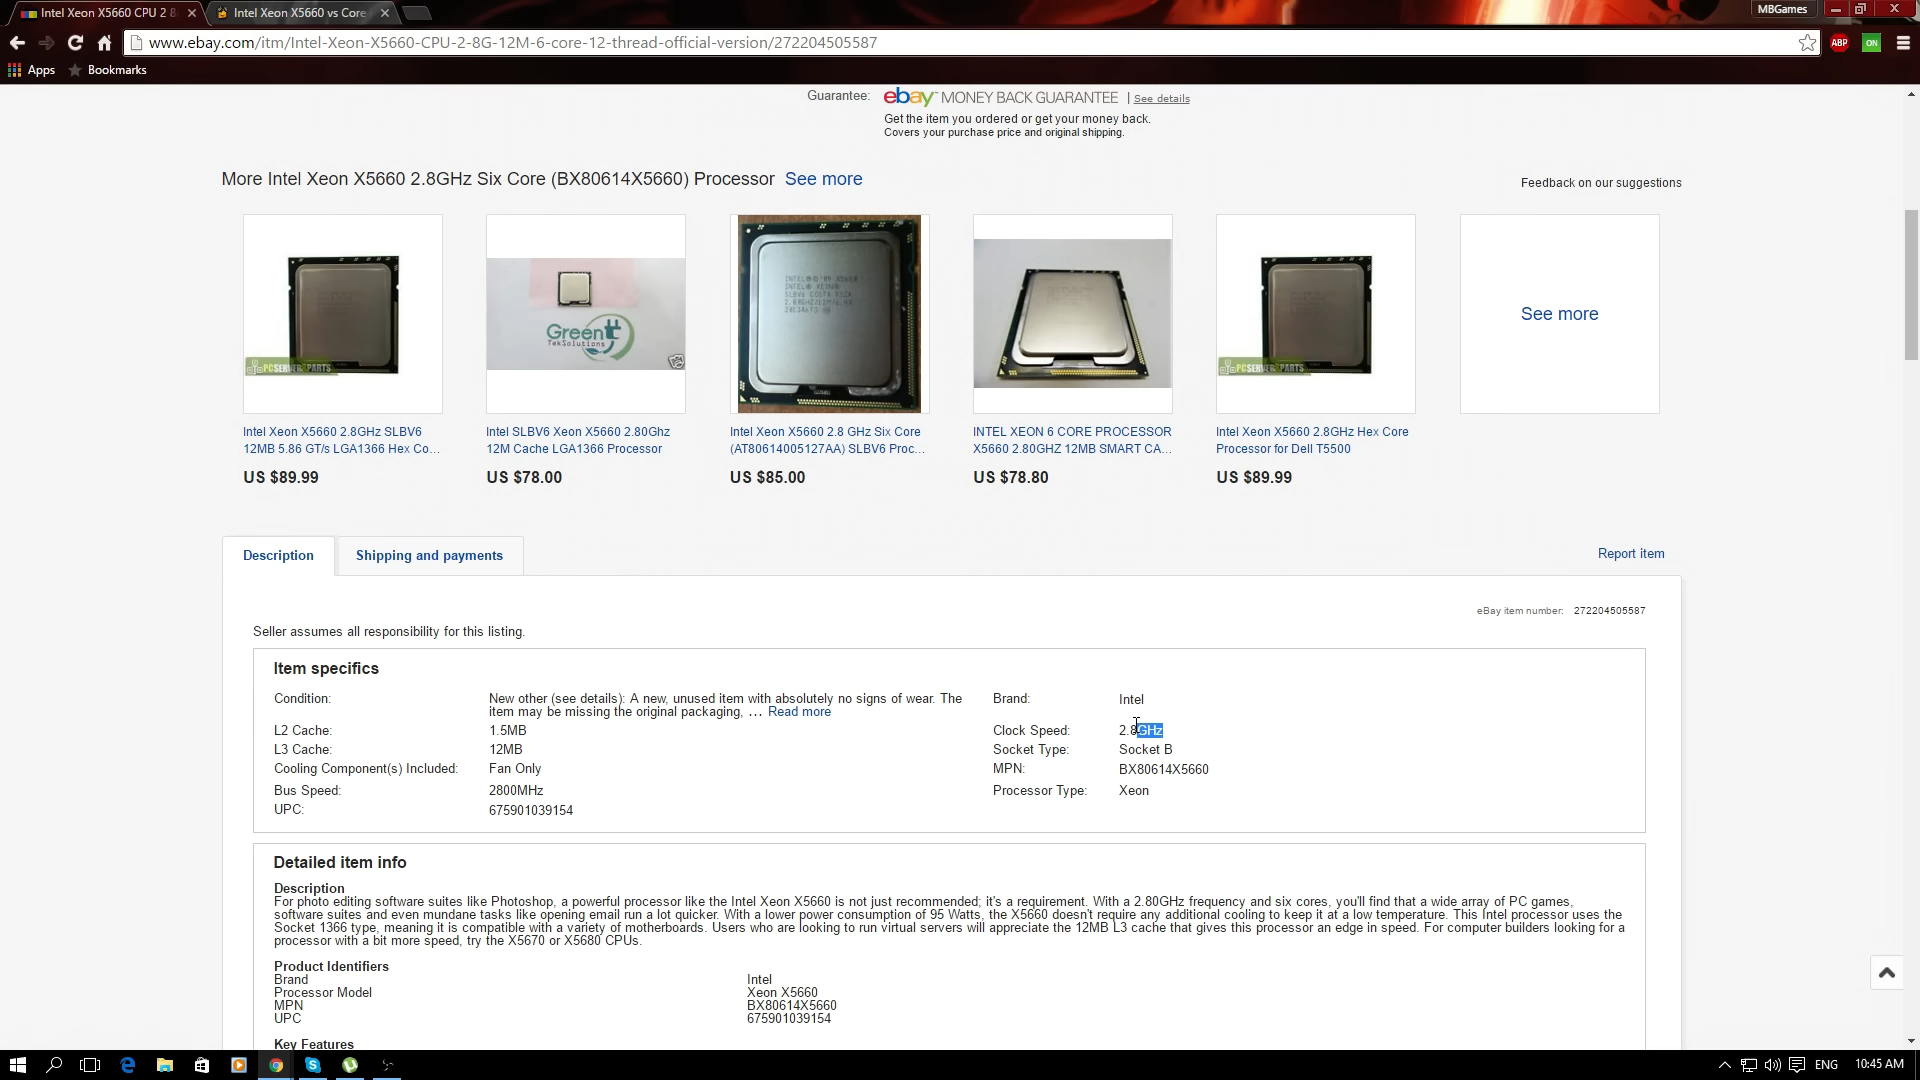 Intel Xeon X5660 CPU 2 8
Intel Xeon X5660 vs Core
MBGames
www.ebay.com/itm/Intel-Xeon-X5660-CPU-2-8G-12M-6-core-12-thread-official-version/272204505587
ABP
ON
Apps
Bookmarks
Guarantee:
ebay MONEY BACK GUARANTEE | See details
Get the item you ordered or get your money back.
Covers your purchase price and original shipping.
More Intel Xeon X5660 2.8GHz Six Core (BX80614X5660) Processor See more
Feedback on our suggestions
PCSERVER PARTS
Green
TekSolutions
PCSERVER PARTS
See more
Intel Xeon X5660 2.8GHz SLBV6
12MB 5.86 GT/s LGA1366 Hex Co...
US $89.99
Intel SLBV6 Xeon X5660 2.80Ghz
12M Cache LGA1366 Processor
US $78.00
Intel Xeon X5660 2.8 GHz Six Core
(AT80614005127AA) SLBV6 Proc...
US $85.00
INTEL XEON 6 CORE PROCESSOR
X5660 2.80GHZ 12MB SMART CA...
US $78.80
Intel Xeon X5660 2.8GHz Hex Core
Processor for Dell T5500
US $89.99
Description
Shipping and payments
Report item
eBay item number: 272204505587
Seller assumes all responsibility for this listing.
Item specifics
Condition: New other (see details): A new, unused item with absolutely no signs of wear. The
item may be missing the original packaging, ... Read more
Brand: Intel
L2 Cache: 1.5MB
Clock Speed: 2.8GHz
L3 Cache: 12MB
Socket Type: Socket B
Cooling Component(s) Included: Fan Only
MPN: BX80614X5660
Bus Speed: 2800MHz
Processor Type: Xeon
UPC: 675901039154
Detailed item info
Description
For photo editing software suites like Photoshop, a powerful processor like the Intel Xeon X5660 is not just recommended; it's a requirement. With a 2.80GHz frequency and six cores, you'll find that a wide array of PC games,
software suites and even mundane tasks like opening email run a lot quicker. With a lower power consumption of 95 Watts, the X5660 doesn't require any additional cooling to keep it at a low temperature. This Intel processor uses the
Socket 1366 type, meaning it is compatible with a variety of motherboards. Users who are looking to run virtual servers will appreciate the 12MB L3 cache that gives this processor an edge in speed. For computer builders looking for a
processor with a bit more speed, try the X5670 or X5680 CPUs.
Product Identifiers
Brand Intel
Processor Model Xeon X5660
MPN BX80614X5660
UPC 675901039154
Key Features
ENG
10:45 AM